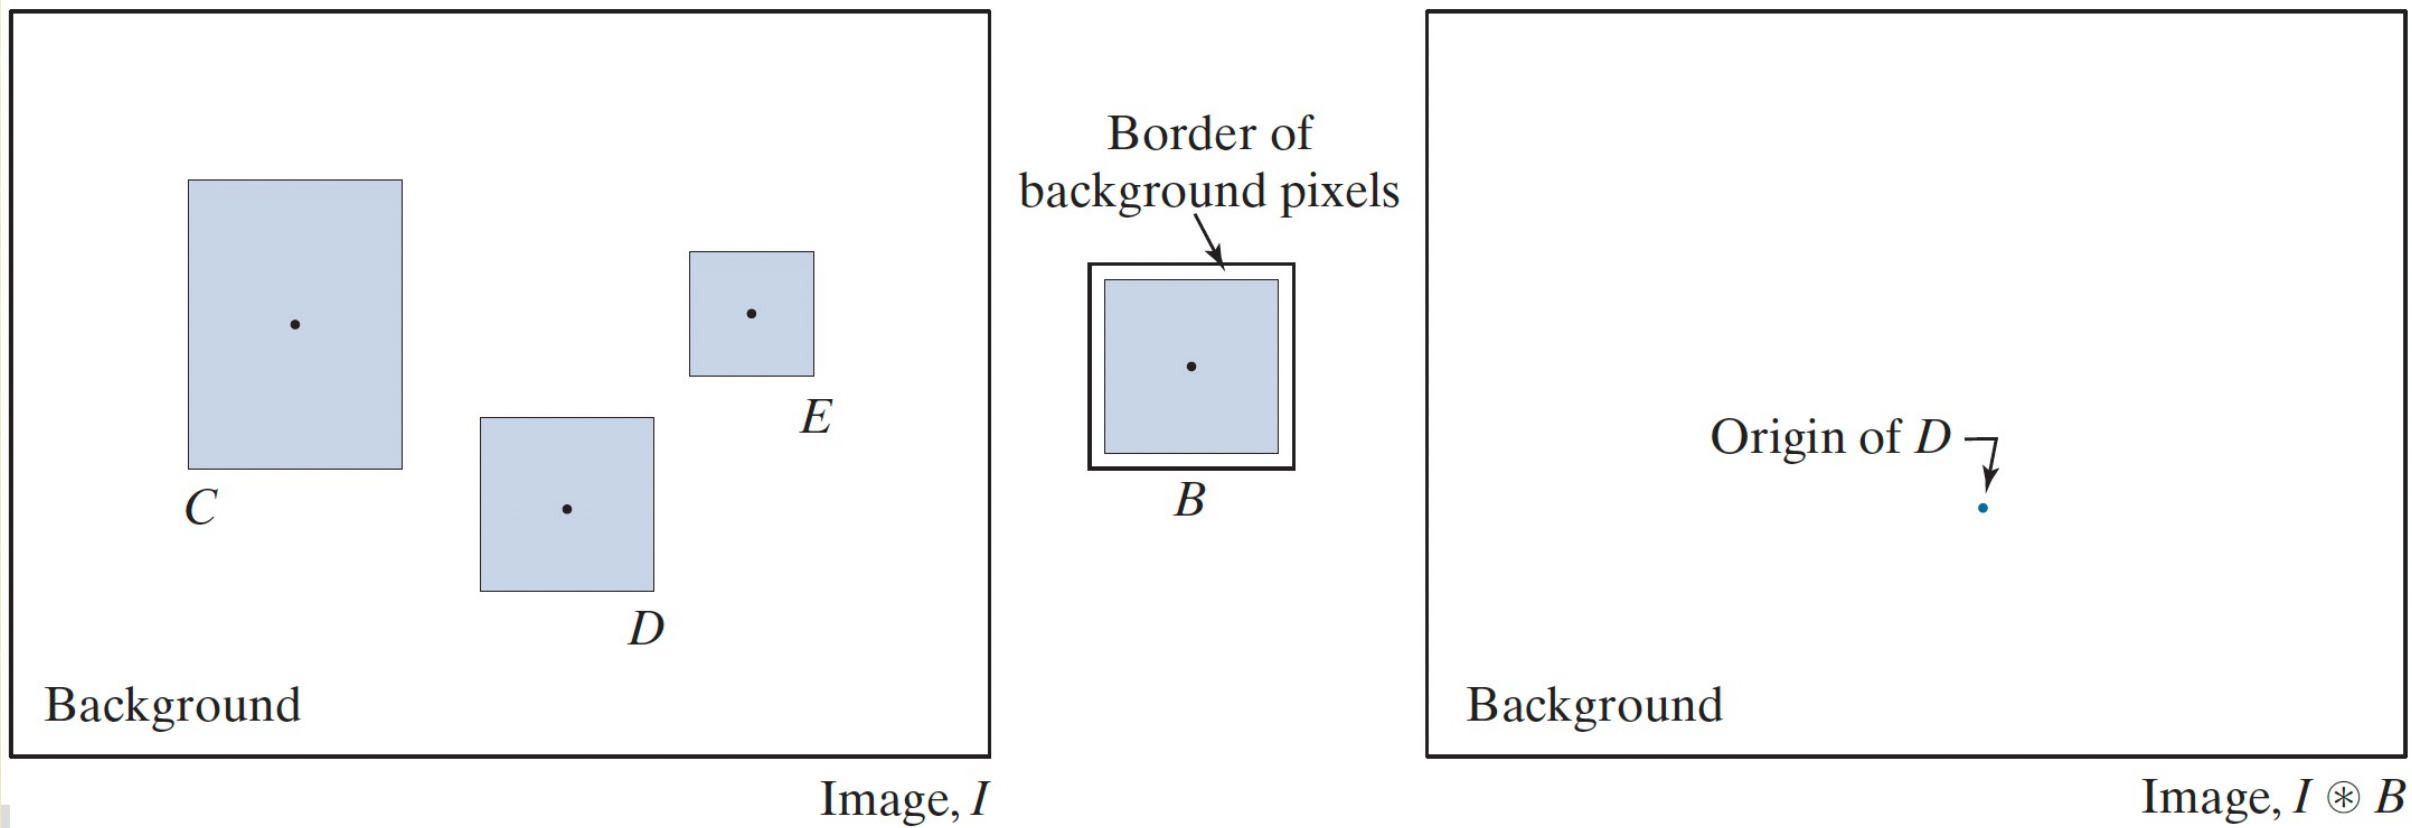 C
E
D
Background
Image, I
Border of
background pixels
B
Origin of D
Background
Image, I ⊛ B